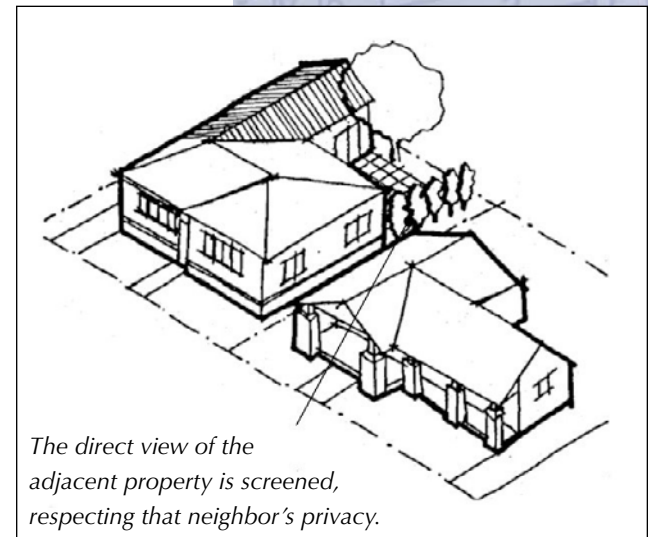 The direct view of the
adjacent property is screened,
respecting that neighbor’s privacy.